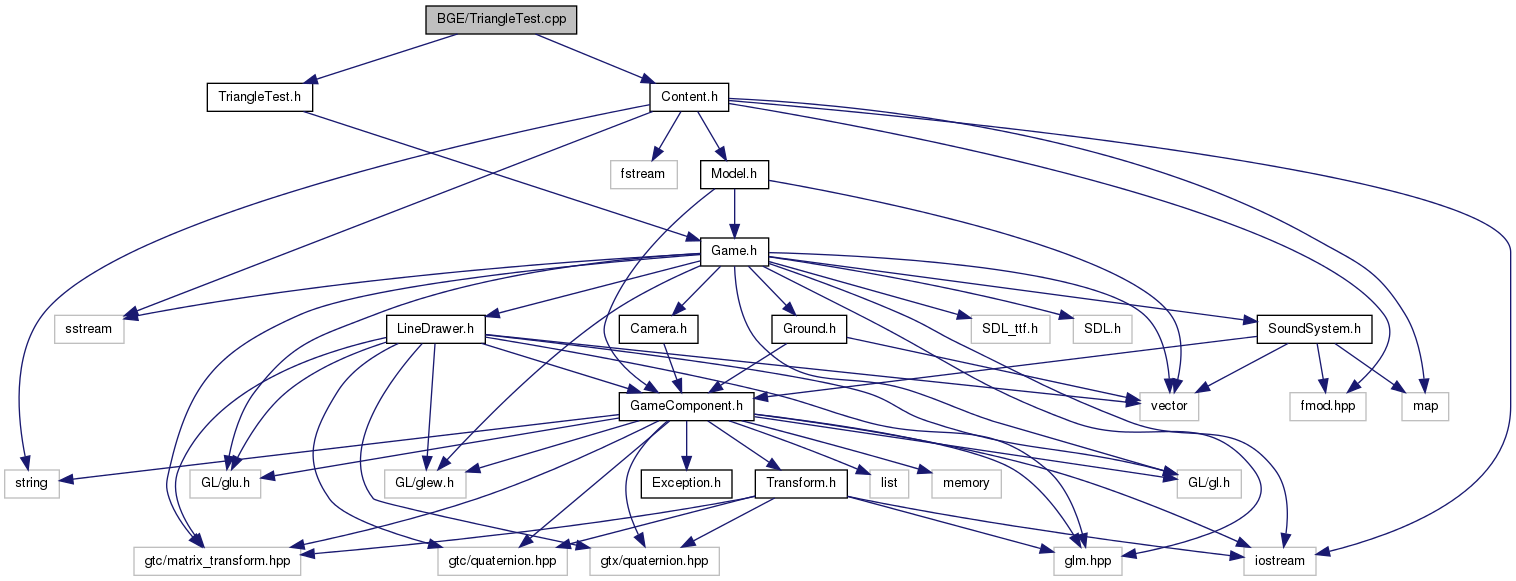 BGE/TriangleTest.cpp
TriangleTest.h
Content.h
fstream
Model.h
Game.h
sstream
LineDrawer.h
Camera.h
Ground.h
SDL_ttf.h
SDL.h
SoundSystem.h
GameComponent.h
vector
fmod.hpp
map
string
GL/glu.h
GL/glew.h
Exception.h
Transform.h
list
memory
GL/gl.h
gtc/matrix_transform.hpp
gtc/quaternion.hpp
gtx/quaternion.hpp
glm.hpp
iostream